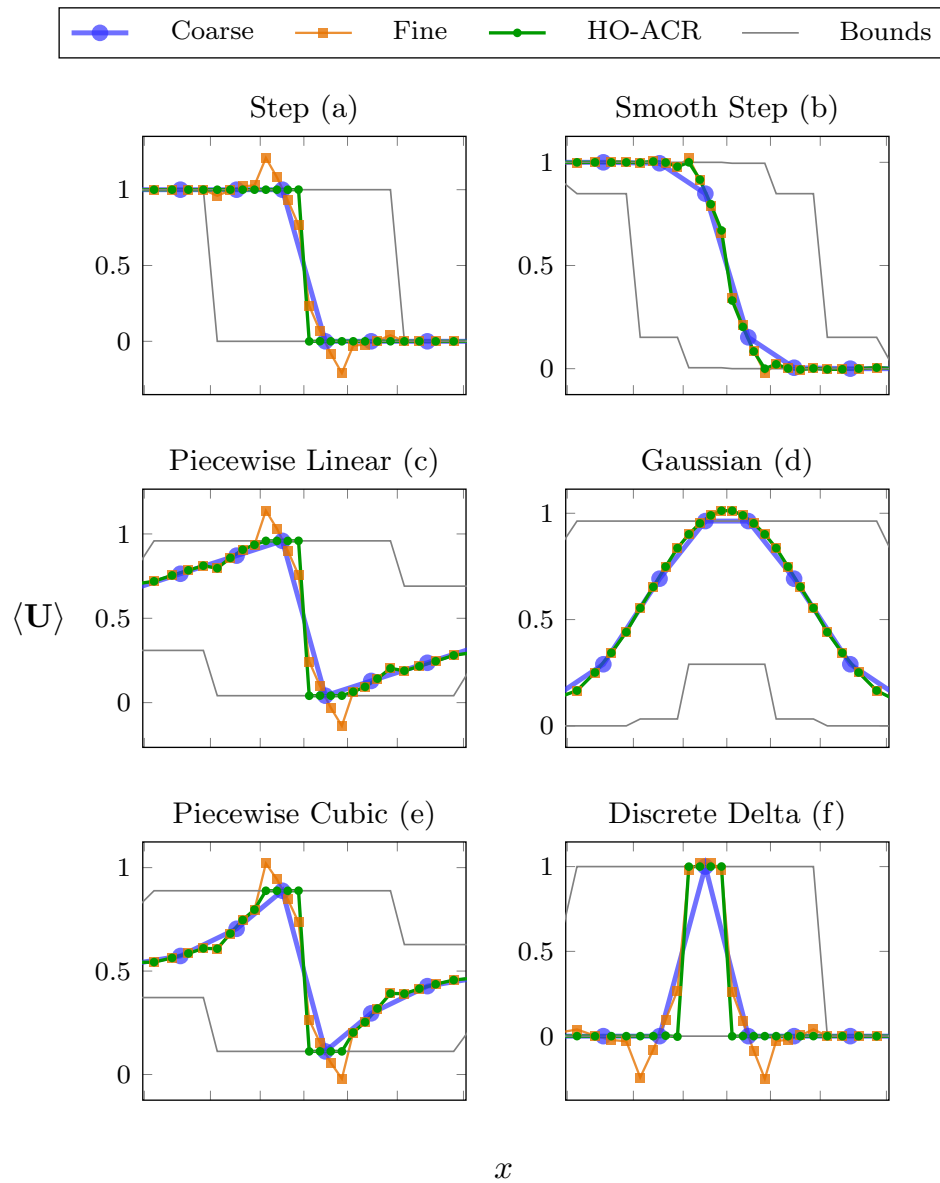 Coarse Fine HO-ACR Bounds
Step (a)
Smooth Step (b)
1
0.5
0
1
0.5
0
Piecewise Linear (c)
Gaussian (d)
1
0.5
0
1
0.5
0
⟨U⟩
Piecewise Cubic (e)
Discrete Delta (f)
1
0.5
0
1
0.5
0
x